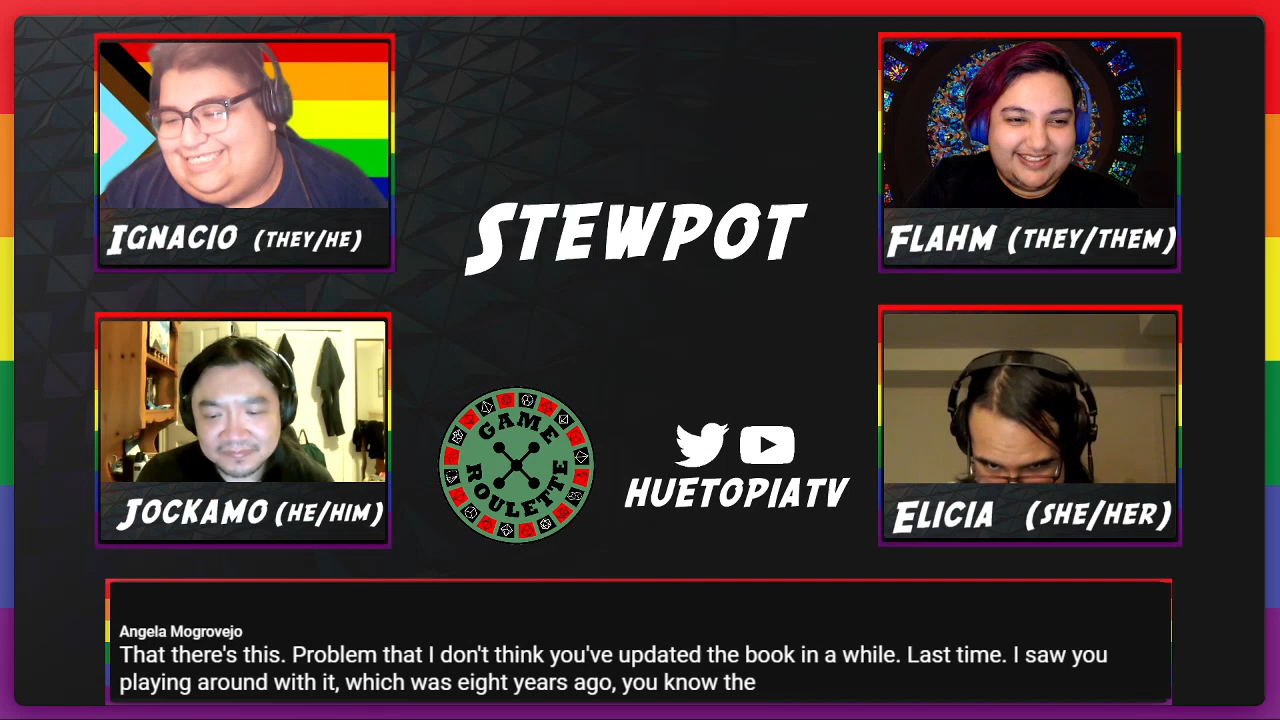 IGNACIO (THEY/HE)
STEWPOT
FLAHM (THEY/THEM)
JOCKAMO (HE/HIM)
GAME
ROULETTE
HUETOPIATV
ELICIA (SHE/HER)
Angela Mogrovejo
That there's this. Problem that I don't think you've updated the book in a while. Last time. I saw you
playing around with it, which was eight years ago, you know the